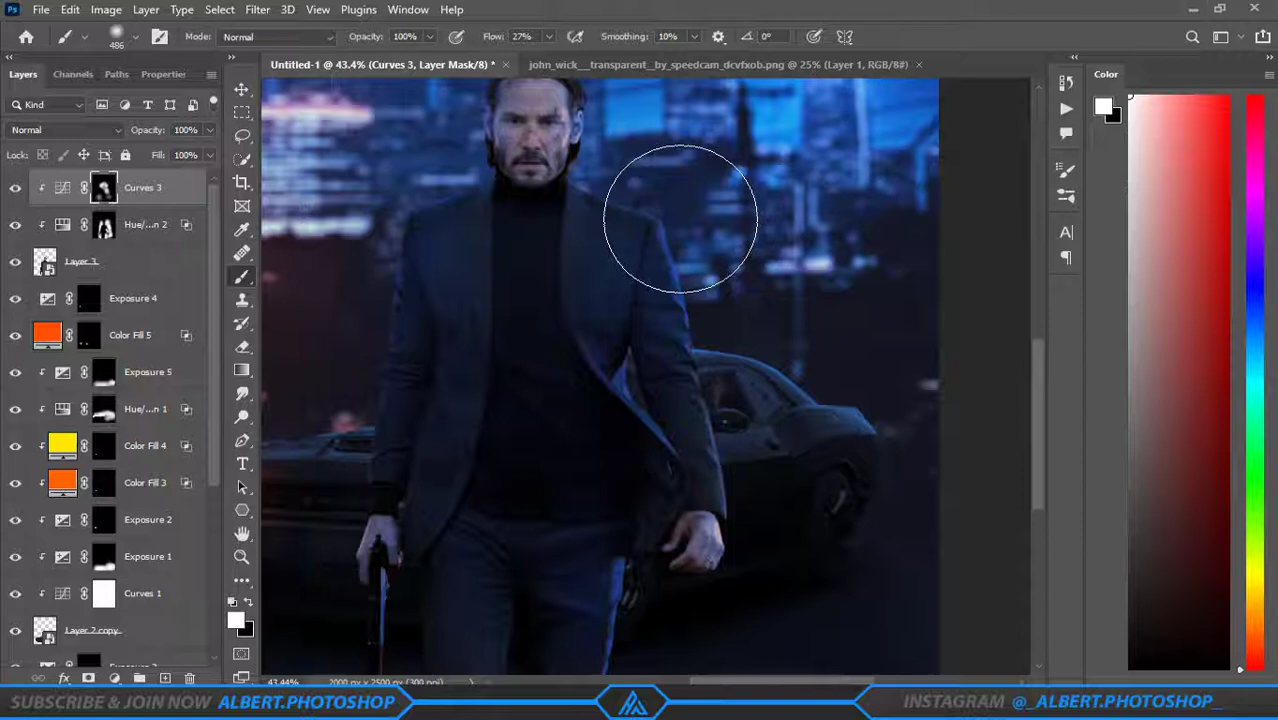 Ps File Edit Image Layer Type Select Filter 3D View Plugins Window Help
486 Mode: Normal Opacity: 100% Flow: 27% Smoothing: 10% 0°
Layers Channels Paths Properties
Untitled-1 @ 43.4% (Curves 3, Layer Mask/8) * ×
john_wick__transparent__by_speedcam_dcvfxob.png @ 25% (Layer 1, RGB/8#) ×
Color
Kind
Normal Opacity: 100%
Lock: Fill: 100%
Curves 3
Hue/...n 2
Layer 3
Exposure 4
Color Fill 5
Exposure 5
Hue/...n 1
Color Fill 4
Color Fill 3
Exposure 2
Exposure 1
Curves 1
Layer 2 copy
43.44% 2000 px x 2500 px (300 ppi)
SUBSCRIBE & JOIN NOW ALBERT.PHOTOSHOP
INSTAGRAM @_ALBERT.PHOTOSHOP_